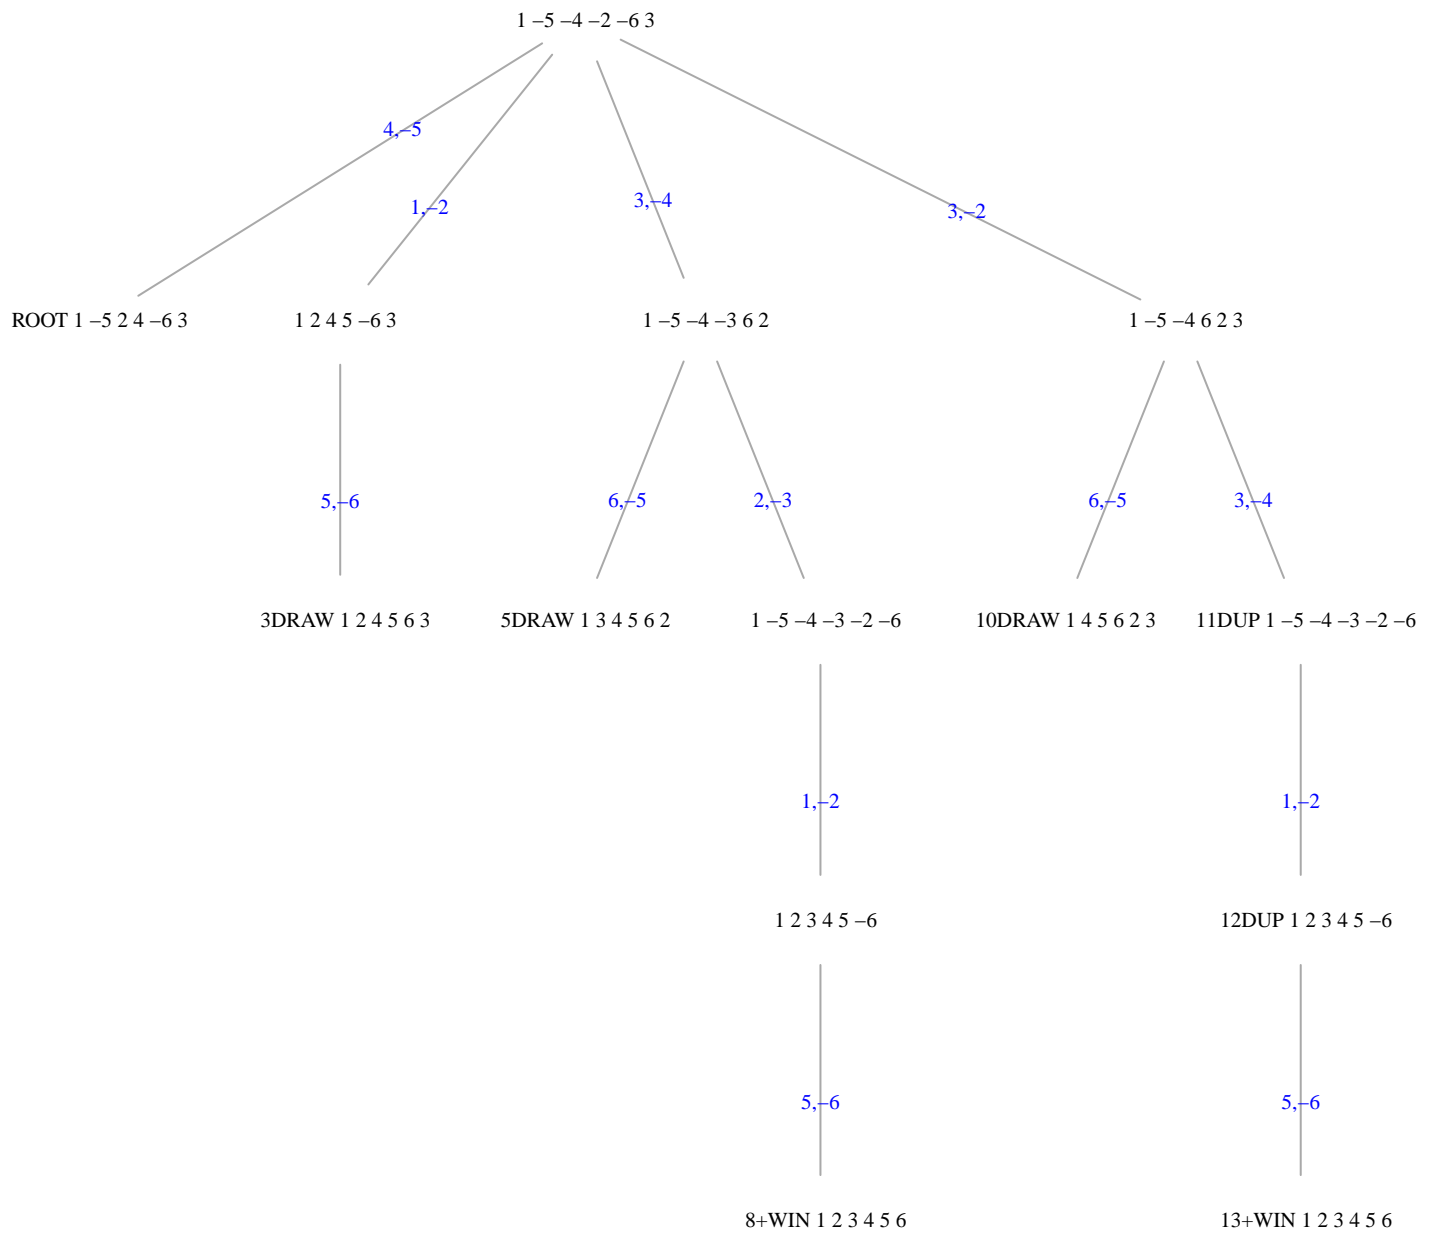 1 –5 –4 –2 –6 3
4,–5
1,–2
3,–4
3,–2
ROOT 1 –5 2 4 –6 3
1 2 4 5 –6 3
1 –5 –4 –3 6 2
1 –5 –4 6 2 3
5,–6
6,–5
2,–3
6,–5
3,–4
3DRAW 1 2 4 5 6 3
5DRAW 1 3 4 5 6 2
1 –5 –4 –3 –2 –6
10DRAW 1 4 5 6 2 3
11DUP 1 –5 –4 –3 –2 –6
1,–2
1,–2
1 2 3 4 5 –6
12DUP 1 2 3 4 5 –6
5,–6
5,–6
8+WIN 1 2 3 4 5 6
13+WIN 1 2 3 4 5 6